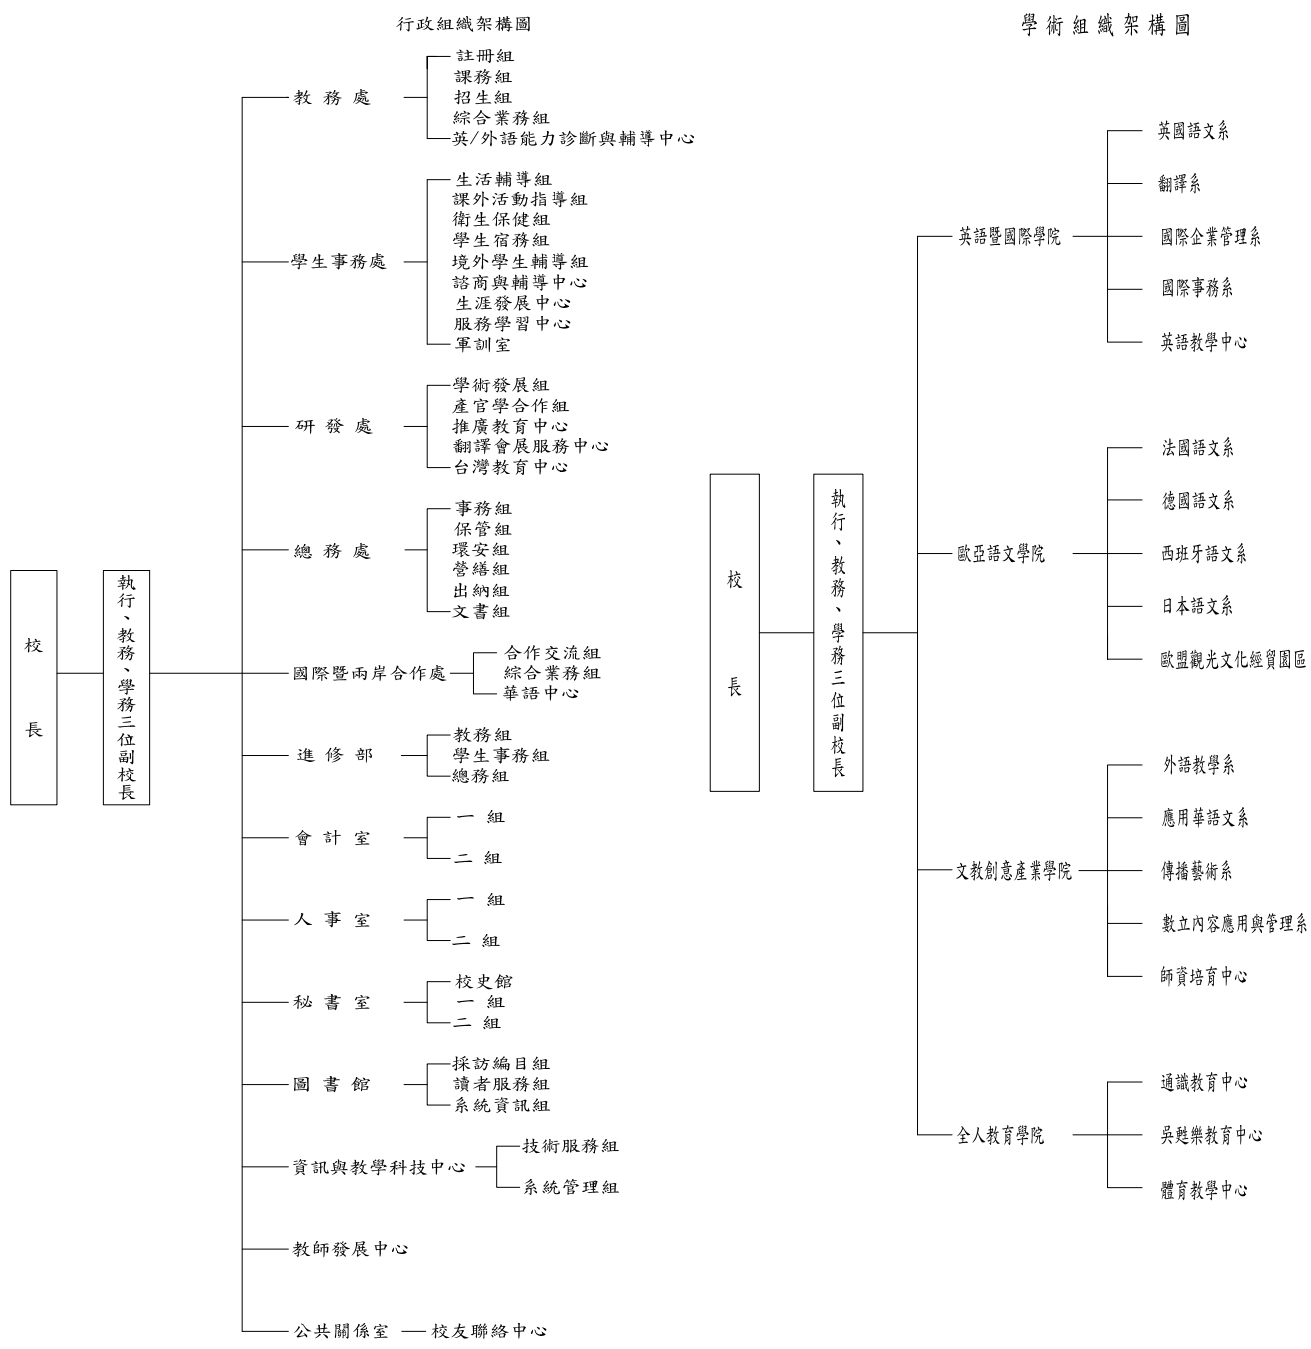 行政組織架構圖
校長
執行、教務、學務三位副校長
教務處
註冊組
課務組
招生組
綜合業務組
英/外語能力診斷與輔導中心
學生事務處
生活輔導組
課外活動指導組
衛生保健組
學生宿務組
境外學生輔導組
諮商與輔導中心
生涯發展中心
服務學習中心
軍訓室
研發處
學術發展組
產官學合作組
推廣教育中心
翻譯會展服務中心
台灣教育中心
總務處
事務組
保管組
環安組
營繕組
出納組
文書組
國際暨兩岸合作處
合作交流組
綜合業務組
華語中心
進修部
教務組
學生事務組
總務組
會計室
一組
二組
人事室
一組
二組
秘書室
校史館
一組
二組
圖書館
採訪編目組
讀者服務組
系統資訊組
資訊與教學科技中心
技術服務組
系統管理組
教師發展中心
公共關係室
校友聯絡中心
學術組織架構圖
校長
執行、教務、學務三位副校長
英語暨國際學院
英國語文系
翻譯系
國際企業管理系
國際事務系
英語教學中心
歐亞語文學院
法國語文系
德國語文系
西班牙語文系
日本語文系
歐盟觀光文化經貿園區
文教創意產業學院
外語教學系
應用華語文系
傳播藝術系
數立內容應用與管理系
師資培育中心
全人教育學院
通識教育中心
吳甦樂教育中心
體育教學中心